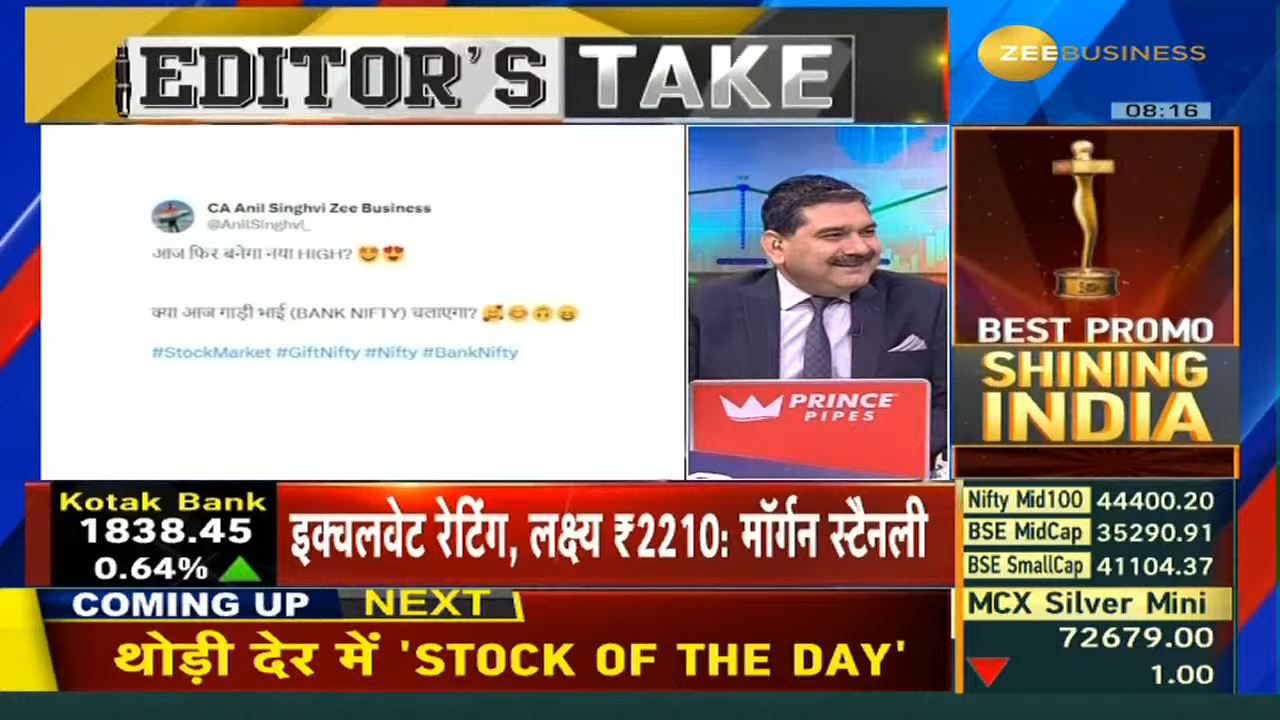 EDITOR'S TAKE
ZEEBUSINESS
08:16
CA Anil Singhvi Zee Business
@AnilSinghvi_
आज फिर बनेगा नया HIGH? 😍😍
क्या आज गाड़ी भाई (BANK NIFTY) चलाएगा? 🥰😊🙃😄
#StockMarket #GiftNifty #Nifty #BankNifty
PRINCE
PIPES
BEST PROMO
SHINING
INDIA
Kotak Bank
1838.45
0.64%
इक्वलवेट रेटिंग, लक्ष्य ₹2210: मॉर्गन स्टैनली
COMING UP NEXT
थोड़ी देर में 'STOCK OF THE DAY'
Nifty Mid100 44400.20
BSE MidCap 35290.91
BSE SmallCap 41104.37
MCX Silver Mini
72679.00
1.00